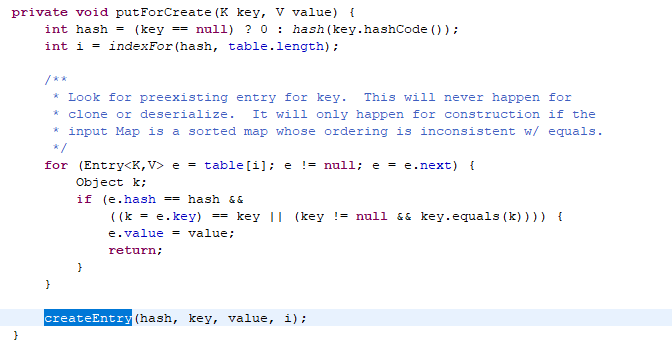 private void putForCreate(K key, V value) {
    int hash = (key == null) ? 0 : hash(key.hashCode());
    int i = indexFor(hash, table.length);

    /**
     * Look for preexisting entry for key.  This will never happen for
     * clone or deserialize.  It will only happen for construction if the
     * input Map is a sorted map whose ordering is inconsistent w/ equals.
     */
    for (Entry<K,V> e = table[i]; e != null; e = e.next) {
        Object k;
        if (e.hash == hash &&
            ((k = e.key) == key || (key != null && key.equals(k)))) {
            e.value = value;
            return;
        }
    }

    createEntry(hash, key, value, i);
}